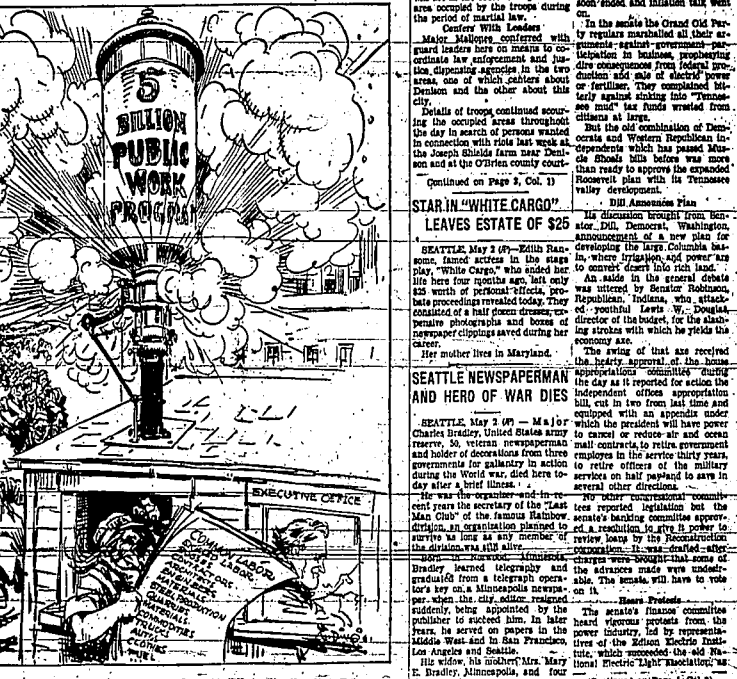 5
BILLION
PUBLIC
WORK
PROGRAM
EXECUTIVE OFFICE
COMMON LABOR
SKILLED LABOR
BOSSES
CONTRACTORS
ARCHITECTS
ENGINEERS
MATERIALS
STEEL PRODUCTION
QUARRIES
MATERIALS
COMMODITIES
TRUCKS
AUTOS
CLOTHES
FUEL
area occupied by the troops during
the period of martial law.
Confers With Leaders
Major Mallonee conferred with
guard leaders here on means to co-
ordinate law enforcement and jus-
tice dispensing agencies in the two
areas, one of which centers about
Denison and the other about this
city.
Details of troops continued scour-
ing the occupied areas throughout
the day in search of persons wanted
in connection with riots last week at
the Joseph Shields farm near Deni-
son and at the O'Brien county court-
Continued on Page 3, Col. 1)
STAR IN "WHITE CARGO"
LEAVES ESTATE OF $25
SEATTLE, May 2 (AP)—Edith Ran-
some, famed actress in the stage
play, "White Cargo," who ended her
life here four months ago, left only
$25 worth of personal effects, pro-
bate proceedings revealed today. They
consisted of a half dozen dresses, ex-
pensive photographs and boxes of
newspaper clippings saved during her
career.
Her mother lives in Maryland.
SEATTLE NEWSPAPERMAN
AND HERO OF WAR DIES
SEATTLE, May 2 (AP) — Major
Charles Bradley, United States army
reserve, 50, veteran newspaperman
and holder of decorations from three
governments for gallantry in action
during the World war, died here to-
day after a brief illness.
He was the organizer and in re-
cent years the secretary of the "Last
Man Club" of the famous Rainbow
division, an organization planned to
survive as long as any member of
the division was still alive.
Born in Norwood, Minnesota,
Bradley learned telegraphy and
graduated from a telegraph opera-
tor's key on a Minneapolis newspa-
per when the city editor resigned
suddenly, being appointed by the
publisher to succeed him. In later
years, he served on papers in the
Middle West and in San Francisco,
Los Angeles and Seattle.
His widow, his mother, Mrs. Mary
E. Bradley, Minneapolis, and four
soon ended and inflation talk went
on.
In the senate the Grand Old Par-
ty regulars marshalled all their ar-
guments against government par-
ticipation in business, prophesying
dire consequences from federal pro-
duction and sale of electric power
or fertilizer. They complained bit-
terly against sinking into "Tennes-
see mud" tax funds wrested from
citizens at large.
But the old combination of Dem-
ocrats and Western Republican in-
dependents which has passed Mus-
cle Shoals bills before was more
than ready to approve the expanded
Roosevelt plan with its Tennessee
valley development.
Dill Announces Plan
Its discussion brought from Sen-
ator Dill, Democrat, Washington,
announcement of a new plan for
developing the large Columbia bas-
in, where irrigation and power are
to convert desert into rich land.
An aside in the general debate
was uttered by Senator Robinson,
Republican, Indiana, who attack-
ed youthful Lewis W. Douglas,
director of the budget, for the slash-
ing strokes with which he yields the
economy axe.
The swing of that axe received
the hearty approval of the house
appropriations committee during
the day as it reported for action the
independent offices appropriation
bill, cut in two from last time and
equipped with an appendix under
which the president will have power
to cancel or reduce air and ocean
mail contracts, to retire government
employes in the service thirty years,
to retire officers of the military
services on half pay and to save in
several other directions.
No other congressional commit-
tees reported legislation but the
senate's banking committee approv-
ed a resolution to give it power to
review loans by the Reconstruction
corporation. It was drafted after
charges were brought that some of
the advances made were undesir-
able. The senate will have to vote
on it.
Hears Protests
The senate's finance committee
heard vigorous protests from the
power industry, led by representa-
tives of the Edison Electric Insti-
tute, which succeeded the old Na-
tional Electric Light association, as